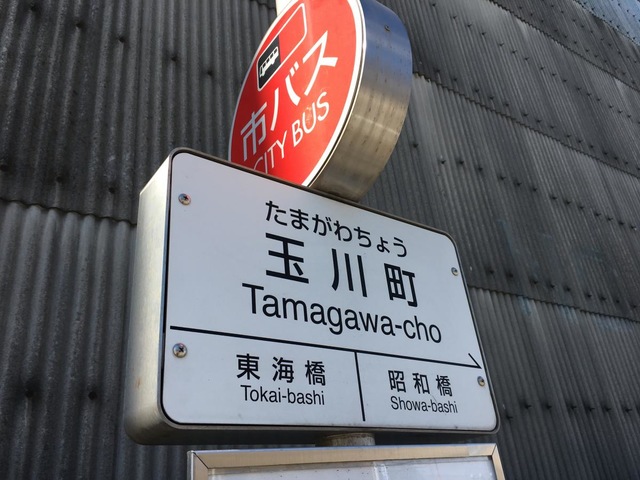 市バス
CITY BUS
たまがわちょう
玉川町
Tamagawa-cho
東海橋
Tokai-bashi
昭和橋
Showa-bashi